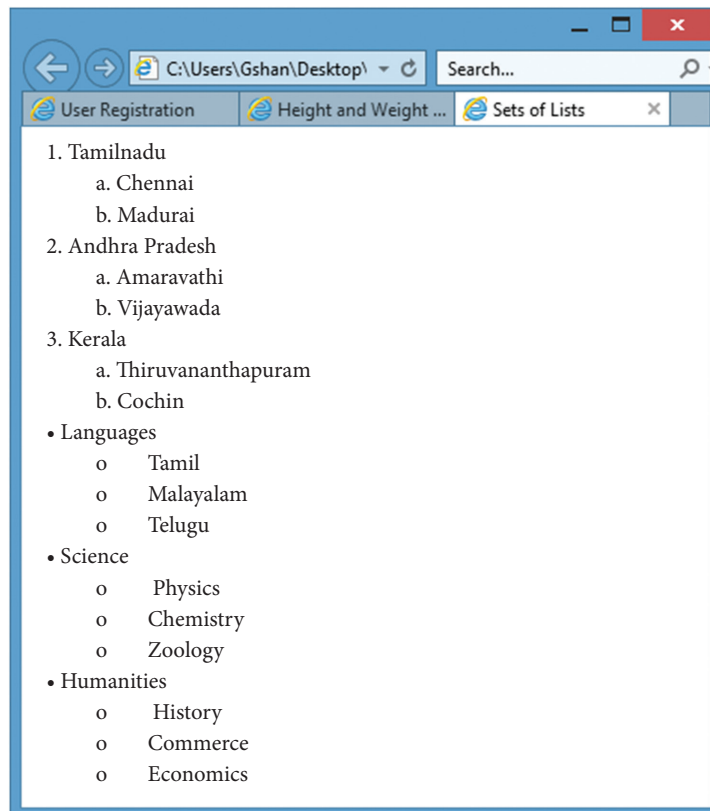 C:\Users\Gshan\Desktop\
Search...
User Registration
Height and Weight ...
Sets of Lists
1. Tamilnadu
a. Chennai
b. Madurai
2. Andhra Pradesh
a. Amaravathi
b. Vijayawada
3. Kerala
a. Thiruvananthapuram
b. Cochin
• Languages
o Tamil
o Malayalam
o Telugu
• Science
o Physics
o Chemistry
o Zoology
• Humanities
o History
o Commerce
o Economics